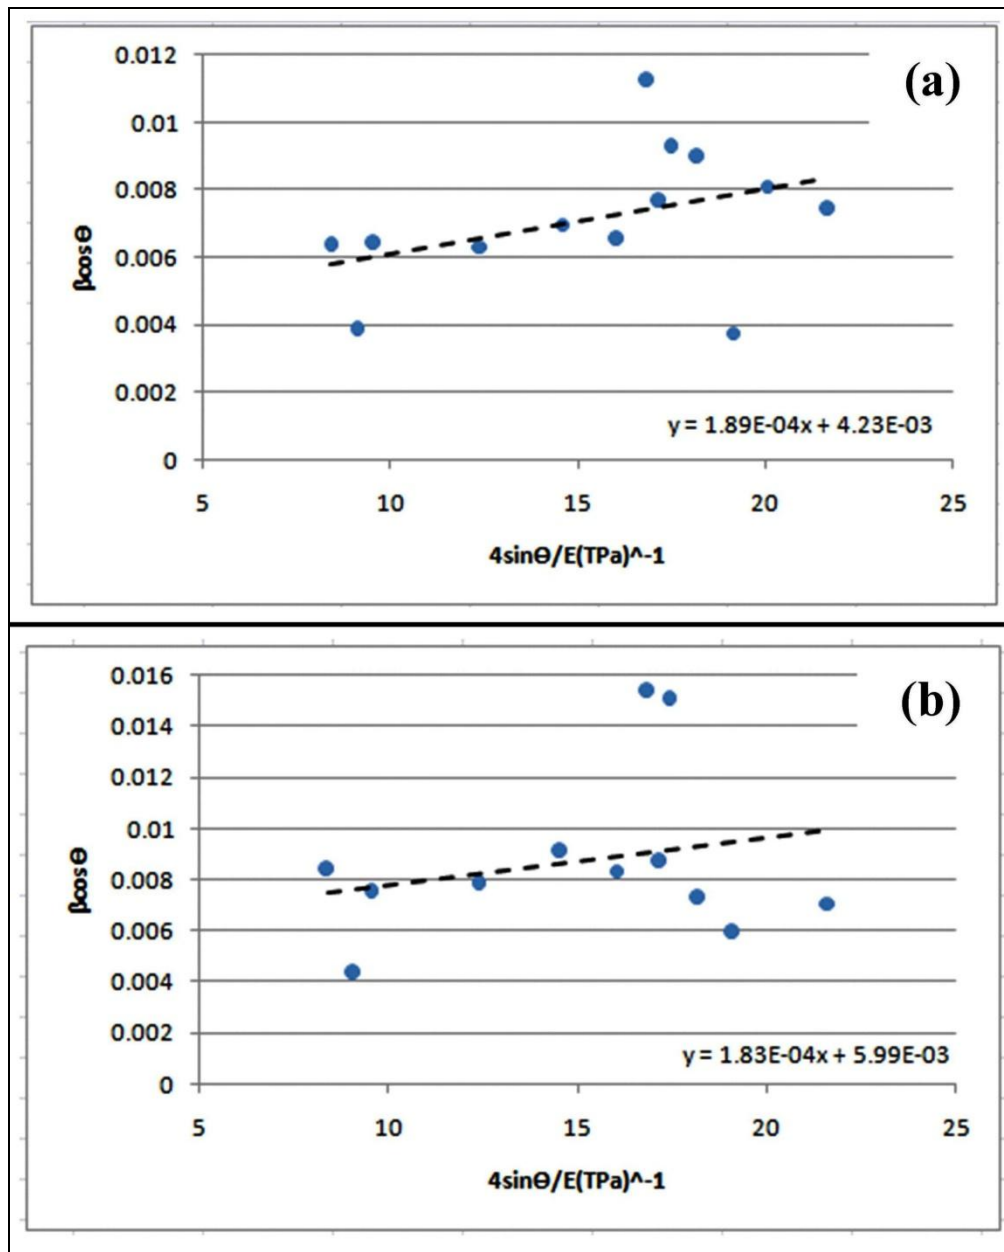 (a)
0.012
0.01
0.008
0.006
0.004
0.002
0
βcosΘ
y = 1.89E-04x + 4.23E-03
5 10 15 20 25
4sinΘ/E(TPa)^-1
(b)
0.016
0.014
0.012
0.01
0.008
0.006
0.004
0.002
0
βcosΘ
y = 1.83E-04x + 5.99E-03
5 10 15 20 25
4sinΘ/E(TPa)^-1